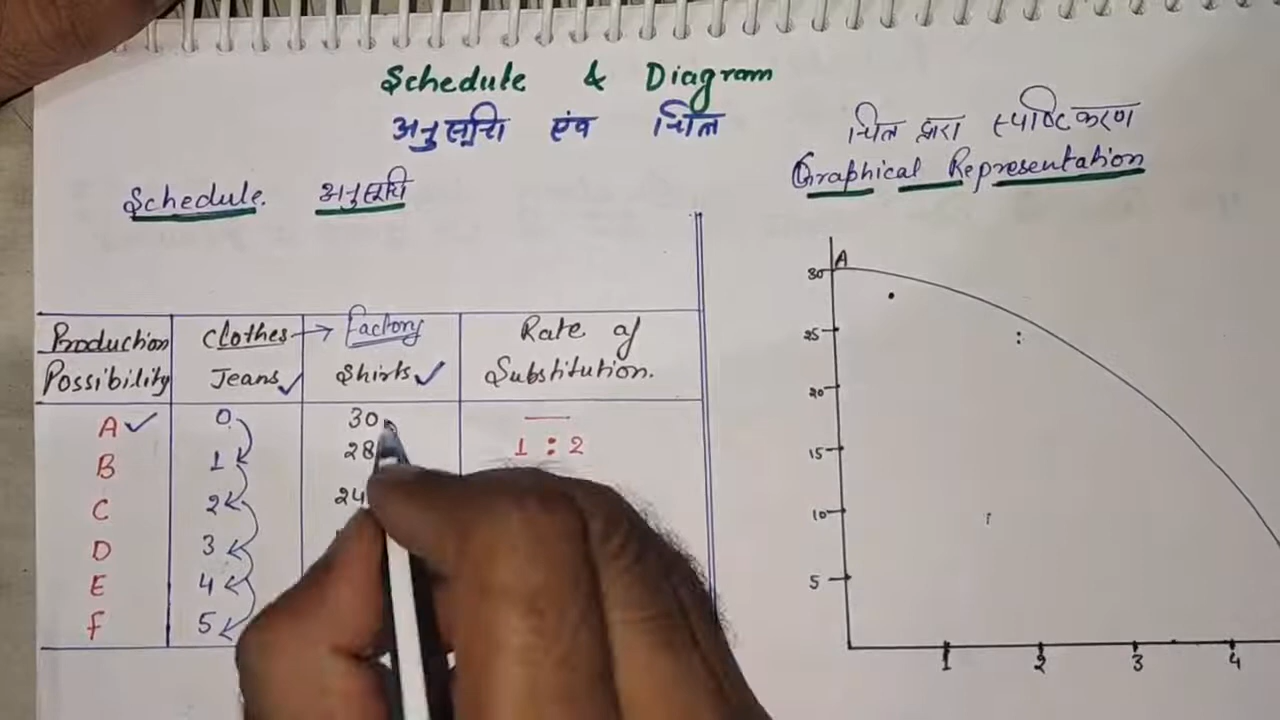 Schedule & Diagram
अनुसूचि एंव चित्र
चित्र द्वारा स्पष्टिकरण
Graphical Representation
Schedule. अनुसूचि
Production Possibility
Clothes → Factory
Jeans ✓ Shirts ✓
Rate of Substitution.
A ✓ 0 30 —
B 1 28 1 : 2
C 2 24
D 3
E 4
F 5
A
30
25
20
15
10
5
1 2 3 4